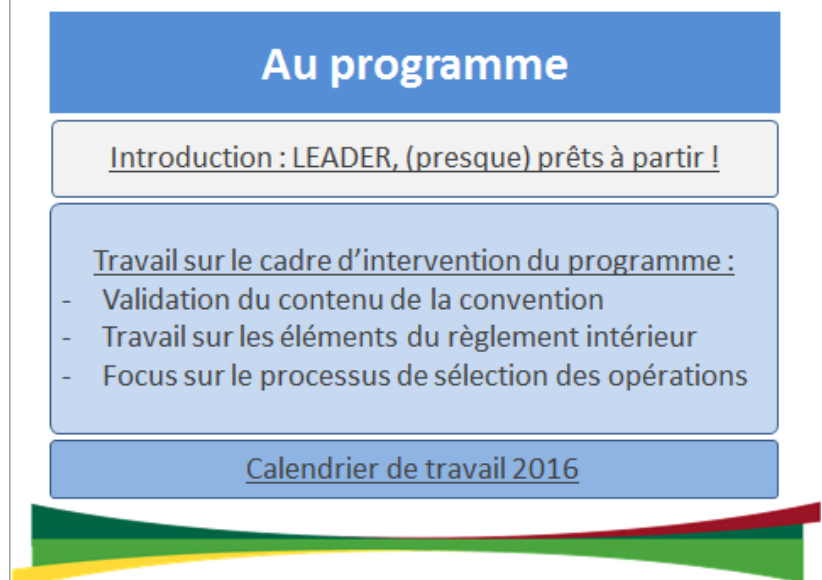 Au programme
Introduction : LEADER, (presque) prêts à partir !
Travail sur le cadre d’intervention du programme :
- Validation du contenu de la convention
- Travail sur les éléments du règlement intérieur
- Focus sur le processus de sélection des opérations
Calendrier de travail 2016